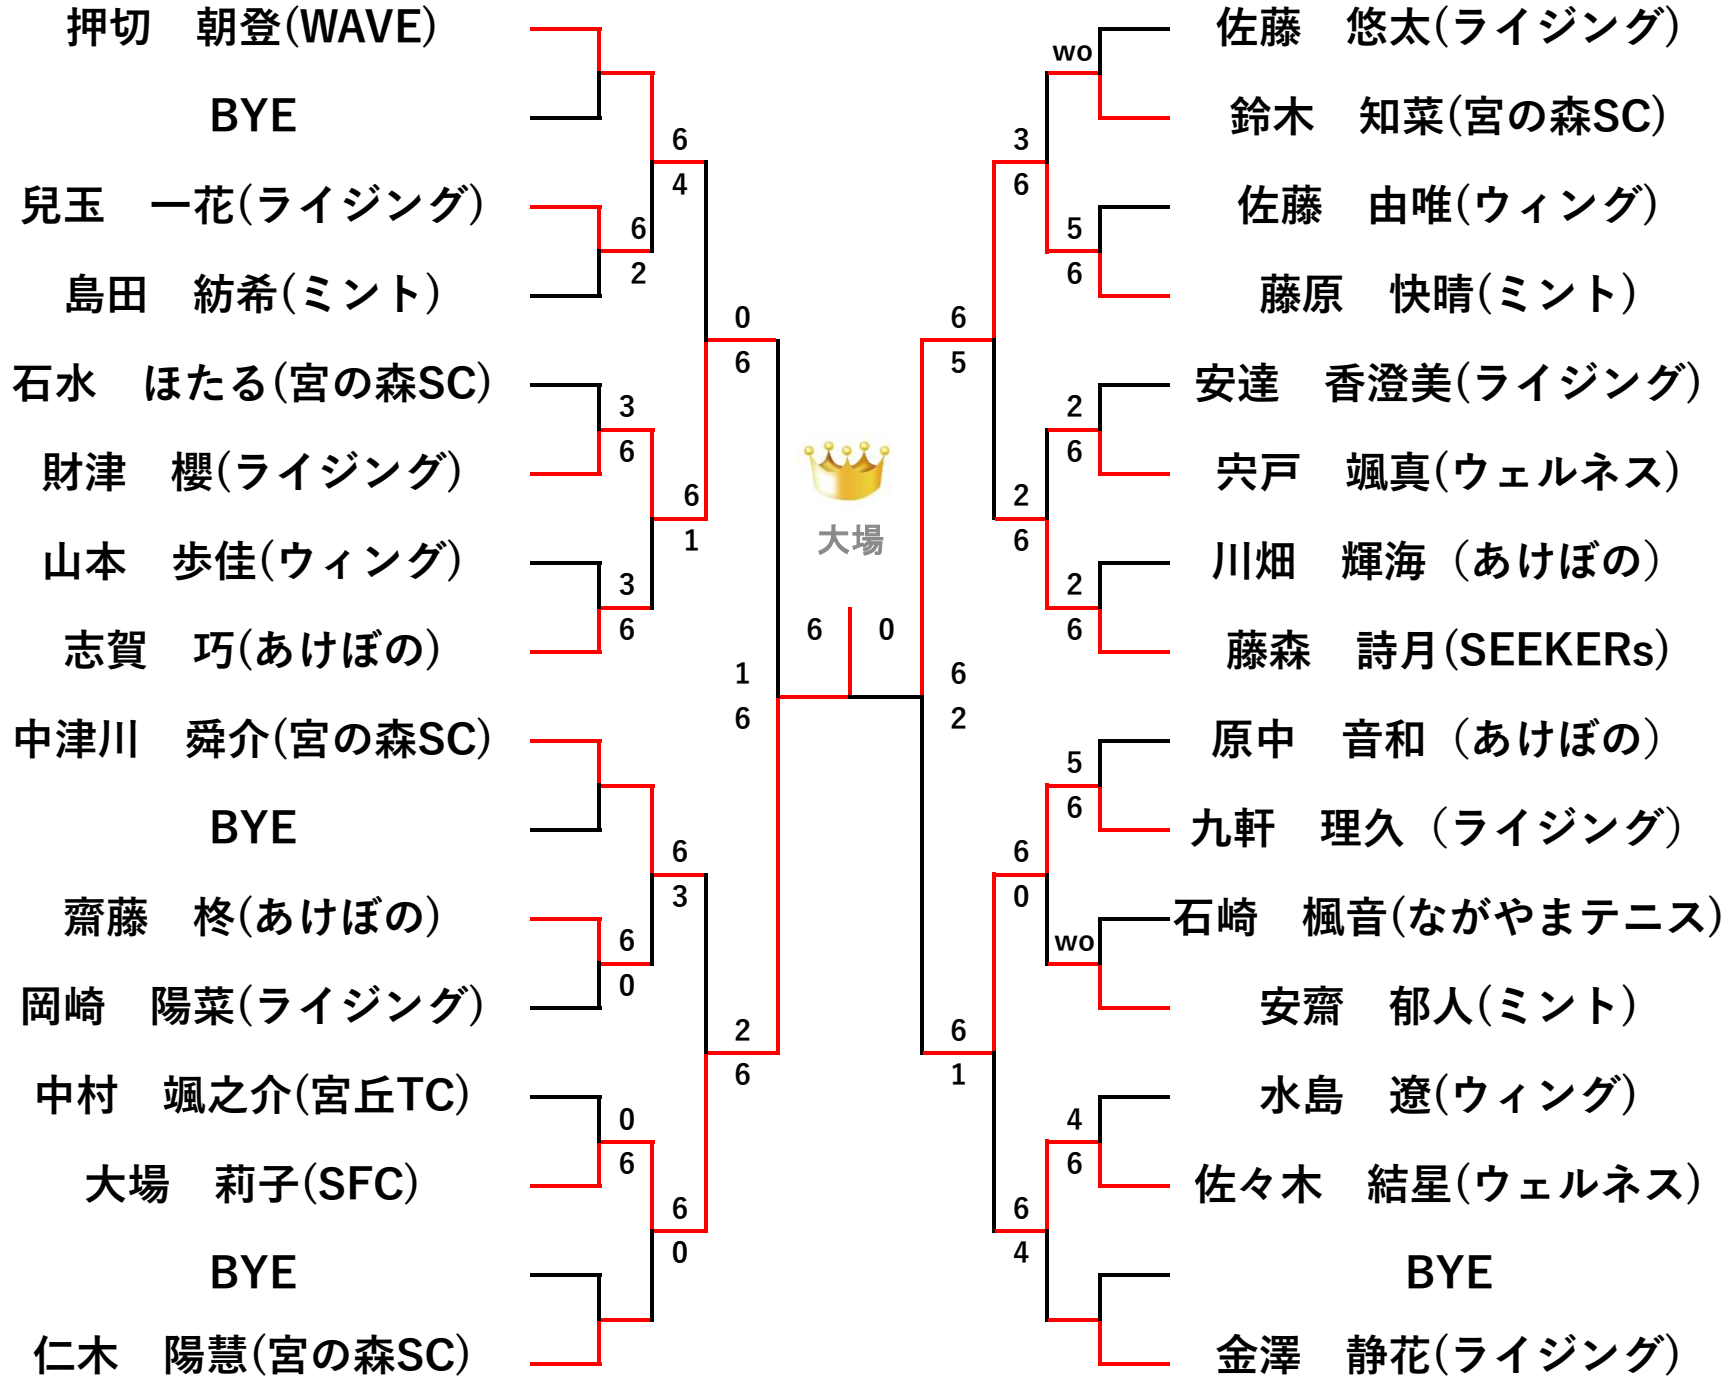 押切　朝登(WAVE)
BYE
兒玉　一花(ライジング)
島田　紡希(ミント)
石水　ほたる(宮の森SC)
財津　櫻(ライジング)
山本　歩佳(ウィング)
志賀　巧(あけぼの)
中津川　舜介(宮の森SC)
BYE
齋藤　柊(あけぼの)
岡崎　陽菜(ライジング)
中村　颯之介(宮丘TC)
大場　莉子(SFC)
BYE
仁木　陽慧(宮の森SC)
6
2
3
6
3
6
6
0
0
6
6
4
6
1
6
3
6
0
0
6
2
6
1
6
大場
6
0
6
2
6
5
6
1
3
6
2
6
6
0
6
4
wo
5
6
2
6
2
6
5
6
wo
4
6
佐藤　悠太(ライジング)
鈴木　知菜(宮の森SC)
佐藤　由唯(ウィング)
藤原　快晴(ミント)
安達　香澄美(ライジング)
宍戸　颯真(ウェルネス)
川畑　輝海（あけぼの）
藤森　詩月(SEEKERs)
原中　音和（あけぼの）
九軒　理久（ライジング）
石崎　楓音(ながやまテニス)
安齋　郁人(ミント)
水島　遼(ウィング)
佐々木　結星(ウェルネス)
BYE
金澤　静花(ライジング)